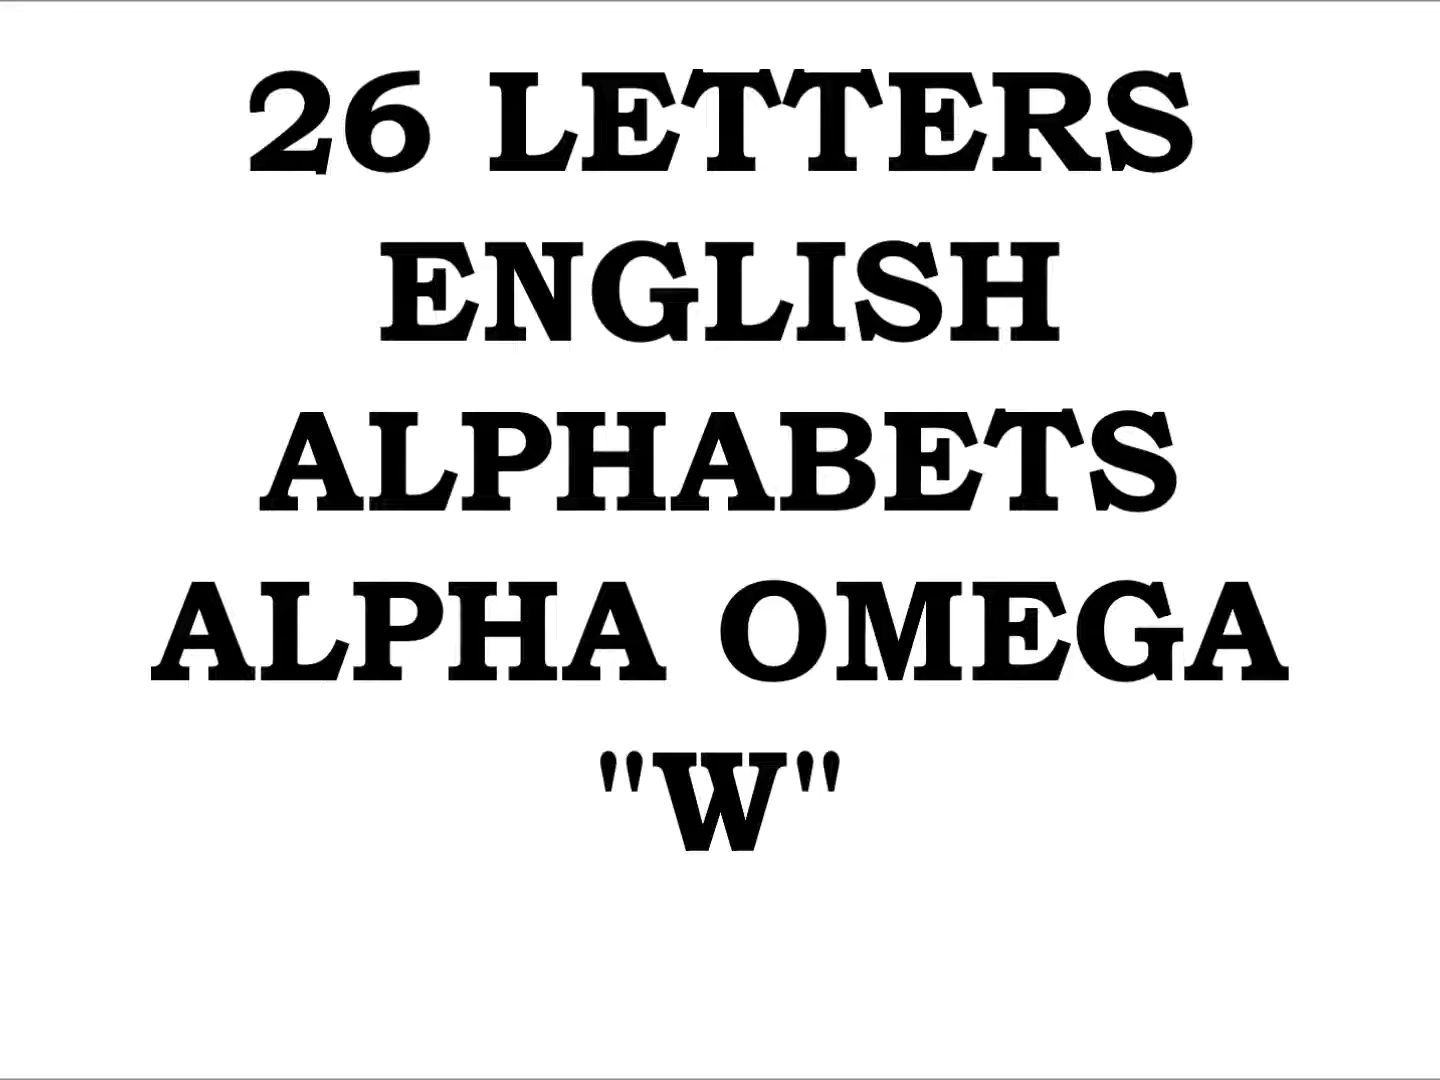 26 LETTERS
ENGLISH
ALPHABETS
ALPHA OMEGA
"W"